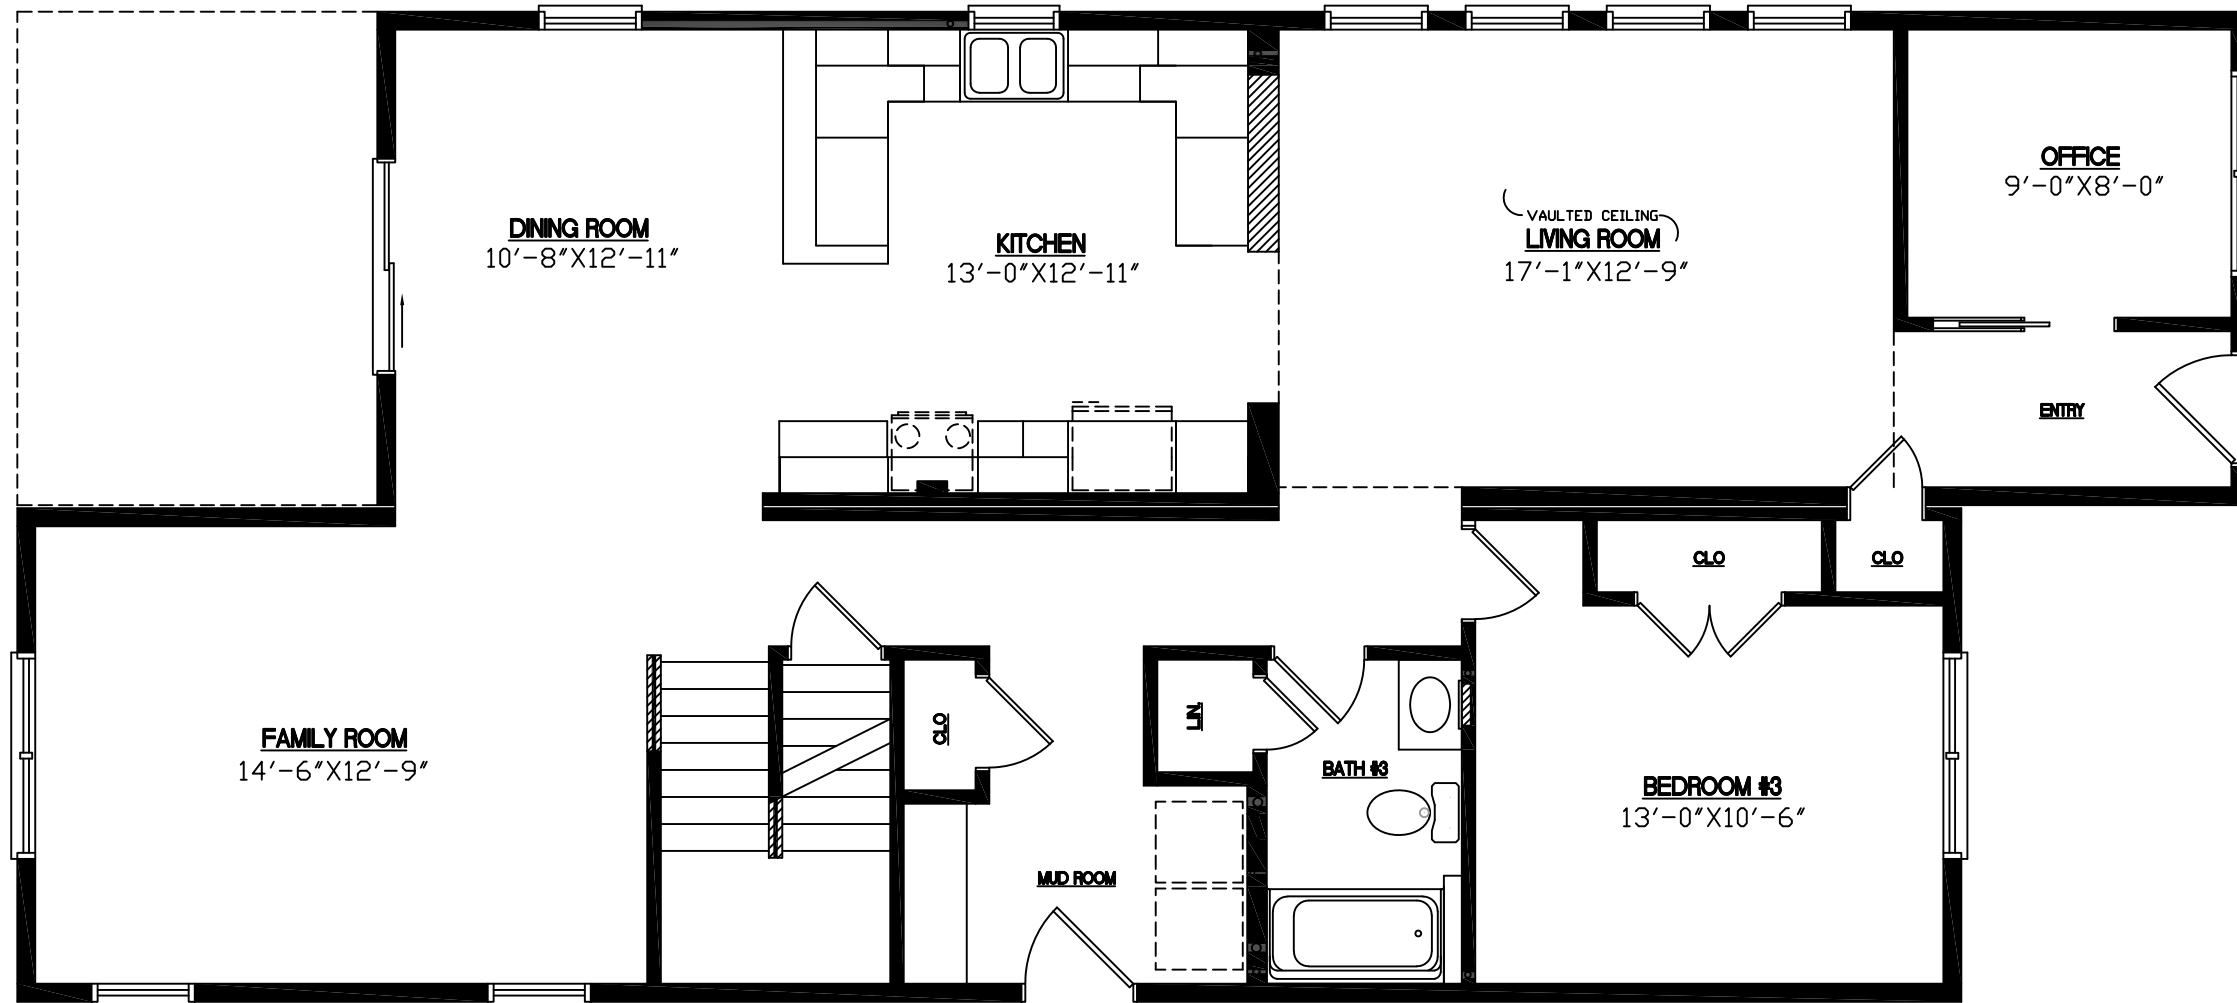 OFFICE
9'-0"X8'-0"
DINING ROOM
10'-8"X12'-11"
KITCHEN
13'-0"X12'-11"
VAULTED CEILING
LIVING ROOM
17'-1"X12'-9"
ENTRY
CLO
CLO
FAMILY ROOM
14'-6"X12'-9"
CLO
LIN.
BATH #3
BEDROOM #3
13'-0"X10'-6"
MUD ROOM